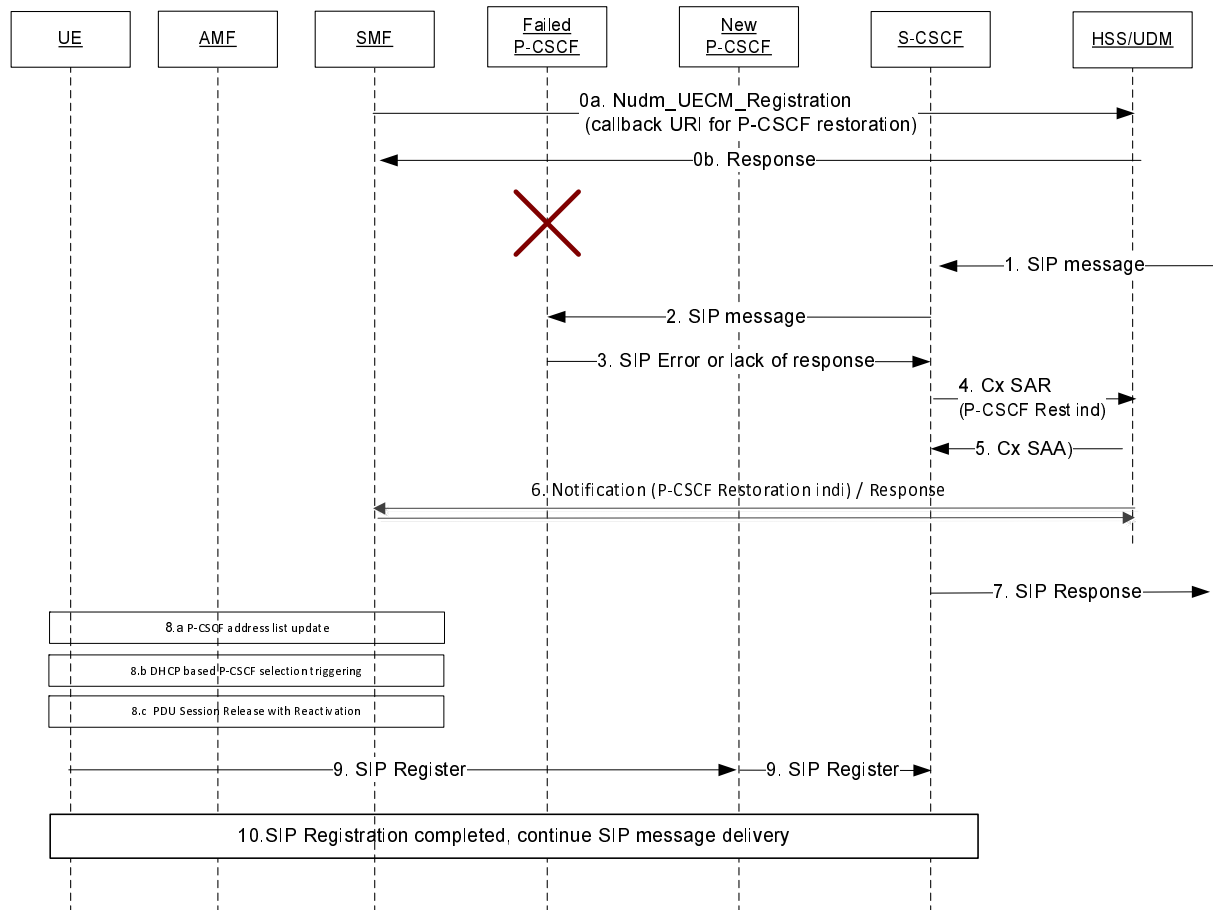 UE
AMF
SMF
Failed
P-CSCF
New
P-CSCF
S-CSCF
HSS/UDM
0a. Nudm_UECM_Registration
(callback URI for P-CSCF restoration)
0b. Response
1. SIP message
2. SIP message
3. SIP Error or lack of response
4. Cx SAR
(P-CSCF Rest ind)
5. Cx SAA)
6. Notification (P-CSCF Restoration indi) / Response
7. SIP Response
8.a P-CSCF address list update
8.b DHCP based P-CSCF selection triggering
8.c PDU Session Release with Reactivation
9. SIP Register
9. SIP Register
10.SIP Registration completed, continue SIP message delivery